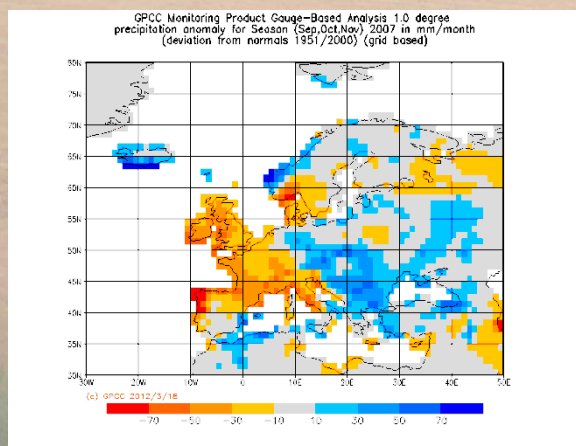 GPCC Monitoring Product Gauge-Based Analysis 1.0 degree
precipitation anomaly for Season (Sep,Oct,Nov) 2007 in mm/month
(deviation from normals 1951/2000) (grid based)
80N
75N
70N
65N
60N
55N
50N
45N
40N
35N
30N
30W 20W 10W 0 10E 20E 30E 40E 50E
(c) GPCC 2012/3/16
-70 -50 -30 -10 10 30 50 70